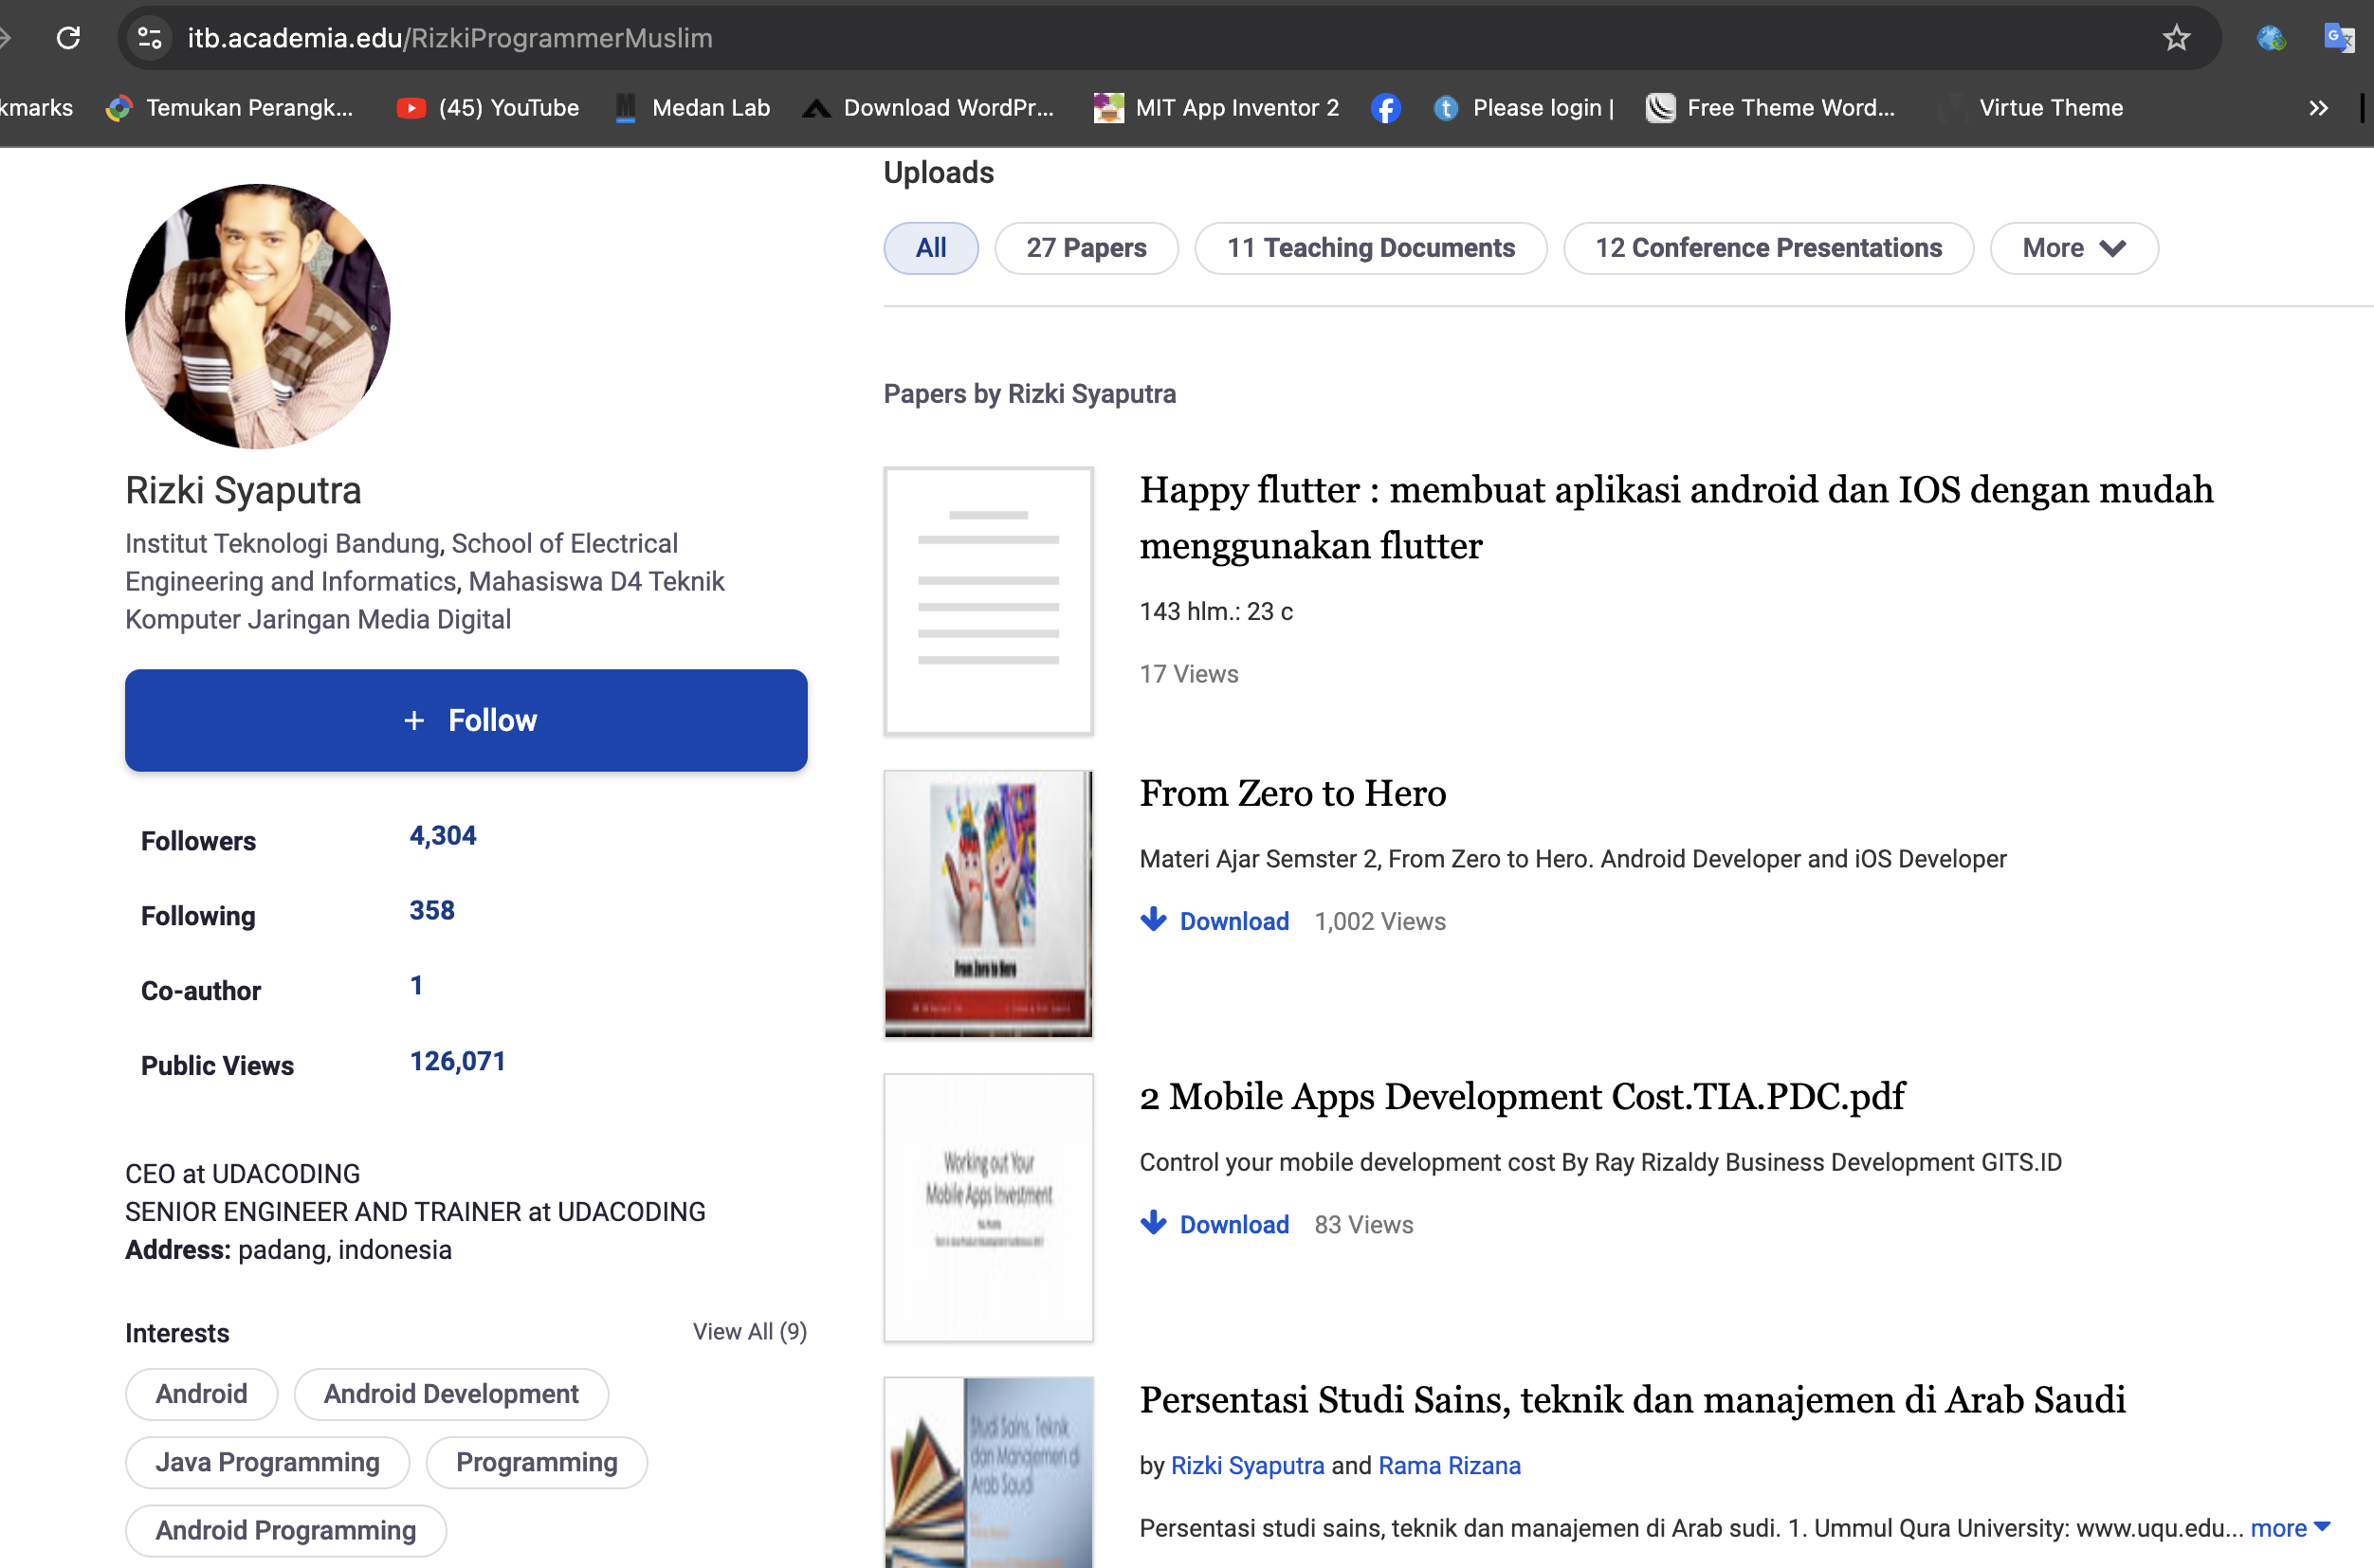 itb.academia.edu/RizkiProgrammerMuslim
kmarks
Temukan Perangk...
(45) YouTube
Medan Lab
Download WordPr...
MIT App Inventor 2
Please login |
Free Theme Word...
Virtue Theme
Rizki Syaputra
Institut Teknologi Bandung, School of Electrical
Engineering and Informatics, Mahasiswa D4 Teknik
Komputer Jaringan Media Digital
+ Follow
Followers 4,304
Following 358
Co-author 1
Public Views 126,071
CEO at UDACODING
SENIOR ENGINEER AND TRAINER at UDACODING
Address: padang, indonesia
Interests
View All (9)
Android
Android Development
Java Programming
Programming
Android Programming
Uploads
All
27 Papers
11 Teaching Documents
12 Conference Presentations
More
Papers by Rizki Syaputra
Happy flutter : membuat aplikasi android dan IOS dengan mudah
menggunakan flutter
143 hlm.: 23 c
17 Views
From Zero to Hero
From Zero to Hero
Materi Ajar Semster 2, From Zero to Hero. Android Developer and iOS Developer
Download 1,002 Views
Working out Your
Mobile Apps Investment
2 Mobile Apps Development Cost.TIA.PDC.pdf
Control your mobile development cost By Ray Rizaldy Business Development GITS.ID
Download 83 Views
Studi Sains, Teknik
dan Manajemen di
Arab Saudi
Persentasi Studi Sains, teknik dan manajemen di Arab Saudi
by Rizki Syaputra and Rama Rizana
Persentasi studi sains, teknik dan manajemen di Arab sudi. 1. Ummul Qura University: www.uqu.edu... more